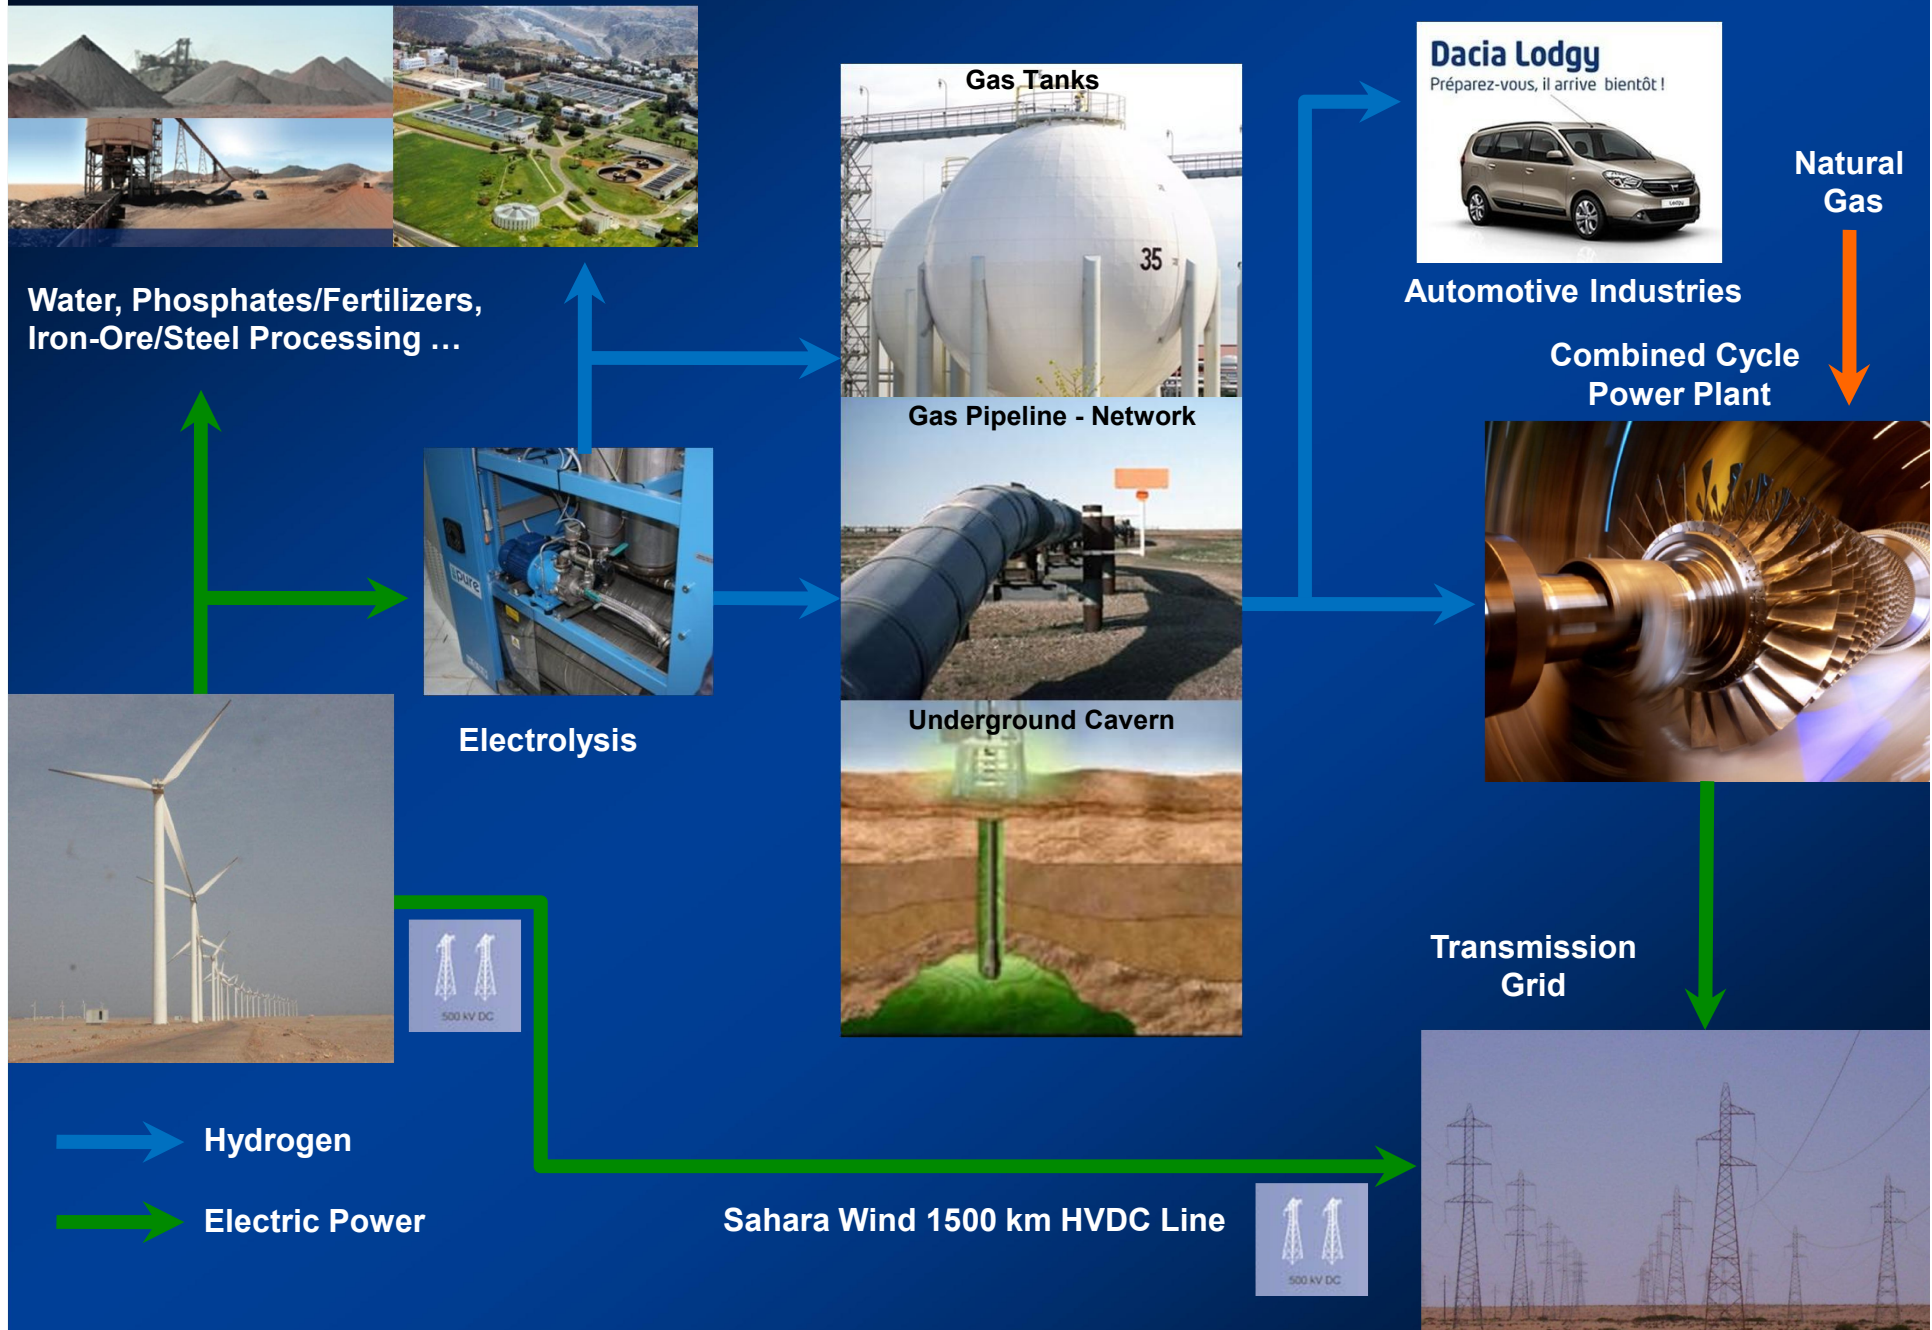 Gas Tanks
35
Dacia Lodgy
Préparez-vous, il arrive bientôt !
Lodgy
Natural
Gas
Automotive Industries
Water, Phosphates/Fertilizers,
Iron-Ore/Steel Processing …
Combined Cycle
Power Plant
Gas Pipeline - Network
pure
Electrolysis
Underground Cavern
500 kV DC
Transmission
Grid
Hydrogen
Electric Power
Sahara Wind 1500 km HVDC Line
500 kV DC